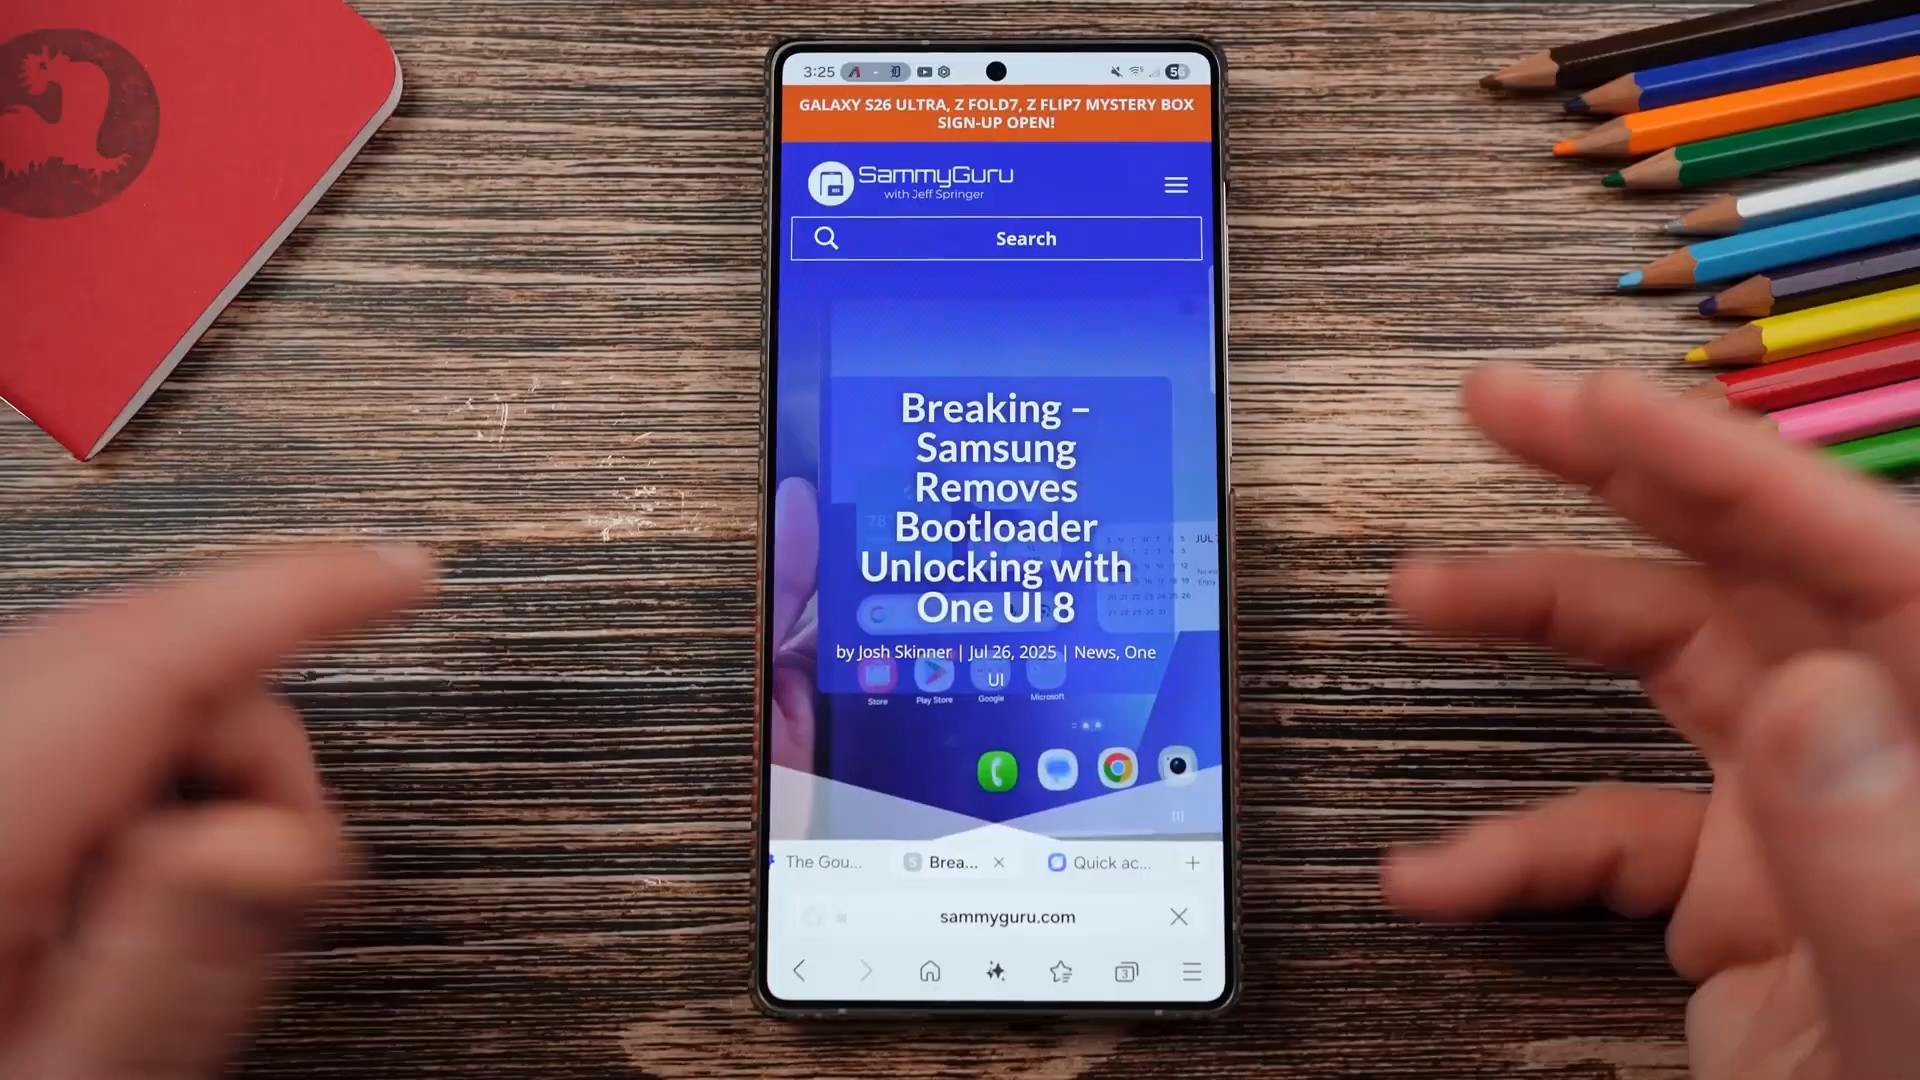 3:25
56
GALAXY S26 ULTRA, Z FOLD7, Z FLIP7 MYSTERY BOX
SIGN-UP OPEN!
SammyGuru
with Jeff Springer
Search
Breaking –
Samsung
Removes
Bootloader
Unlocking with
One UI 8
by Josh Skinner | Jul 26, 2025 | News, One
UI
Store
Play Store
Google
Microsoft
The Gou...
S Brea...
Quick ac...
sammyguru.com
3